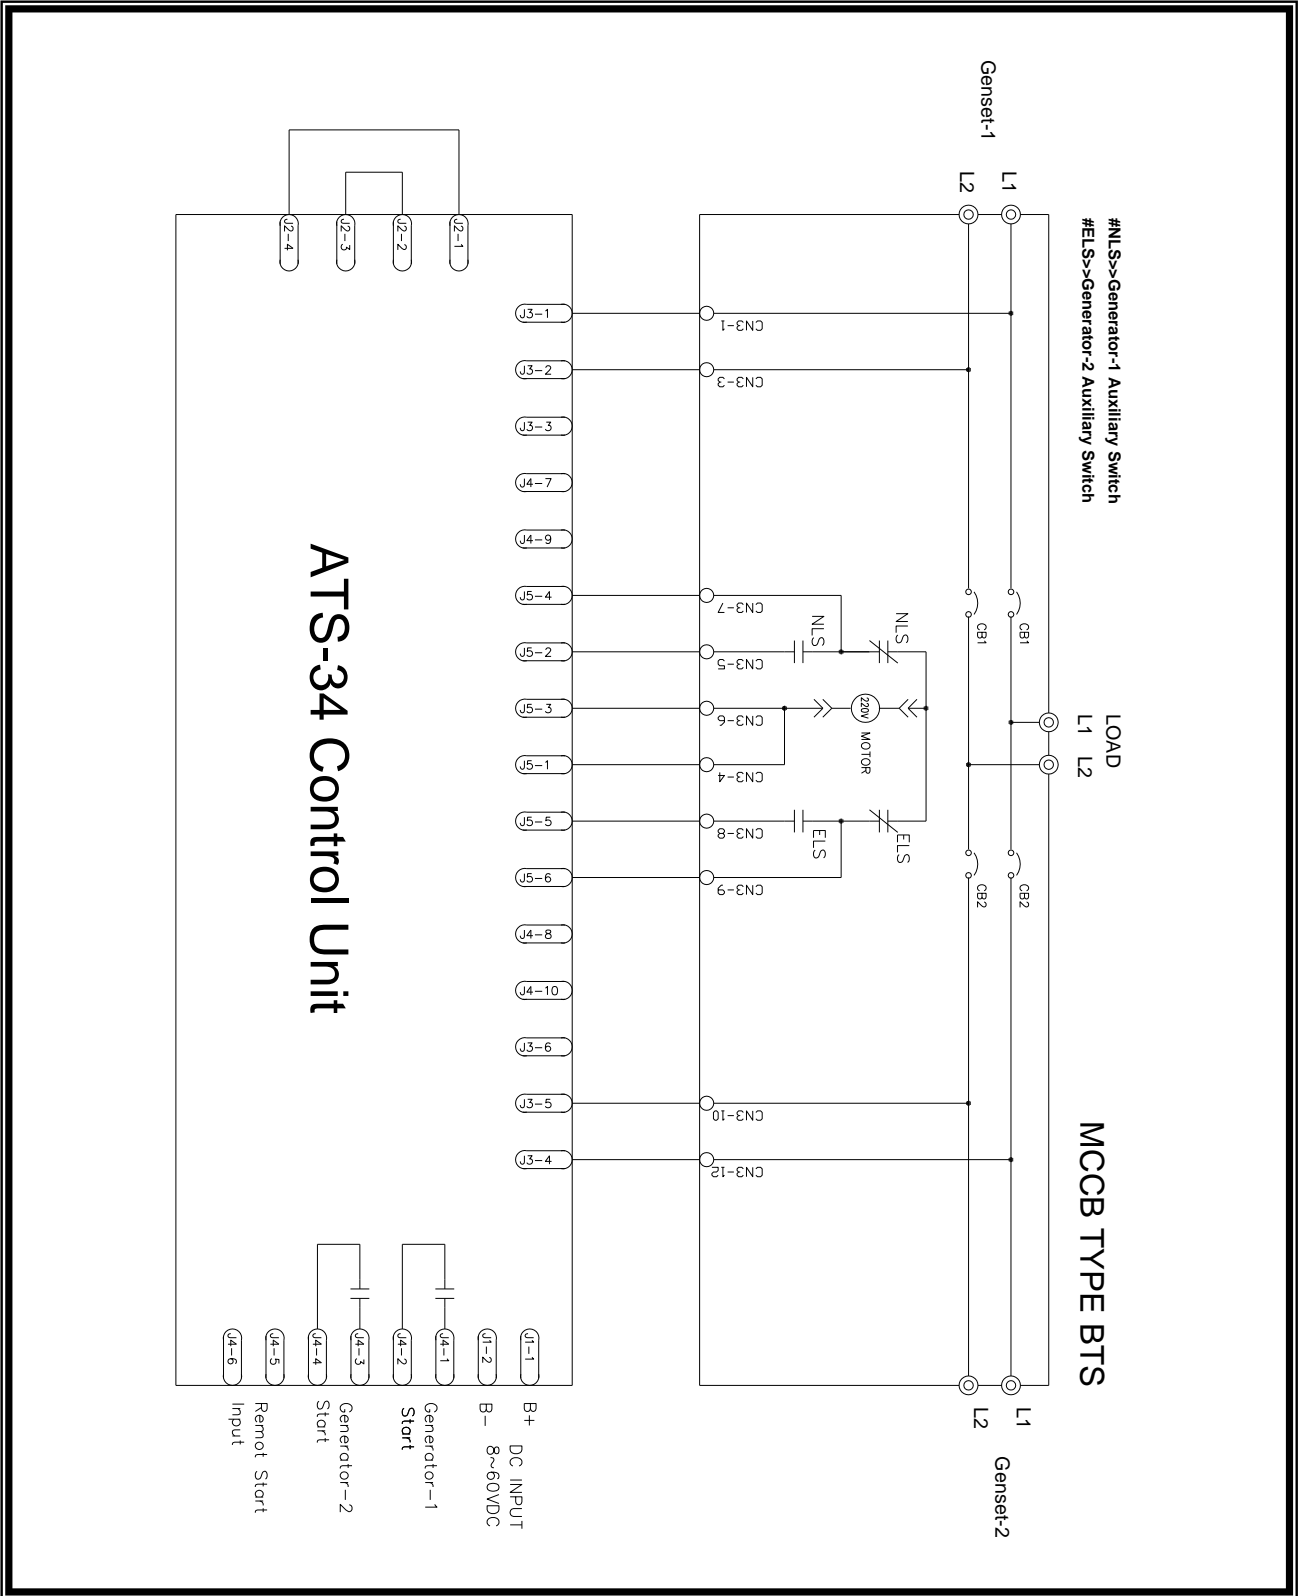 MCCB TYPE BTS
#NLS>>Generator-1 Auxiliary Switch
#ELS>>Generator-2 Auxiliary Switch
LOAD
L1 L2
Genset-1
L1
L2
CB1
CB1
CB2
CB2
L1
L2
Genset-2
NLS
NLS
220V
MOTOR
ELS
ELS
CN3-1
CN3-3
CN3-7
CN3-5
CN3-6
CN3-4
CN3-8
CN3-9
CN3-10
CN3-12
J3-1
J3-2
J3-3
J4-7
J4-9
J5-4
J5-2
J5-3
J5-1
J5-5
J5-6
J4-8
J4-10
J3-6
J3-5
J3-4
J2-1
J2-2
J2-3
J2-4
ATS-34 Control Unit
J1-1
B+
J1-2
B-
DC INPUT
8~60VDC
J4-1
J4-2
Generator-1
Start
J4-3
J4-4
Generator-2
Start
J4-5
J4-6
Remot Start
Input